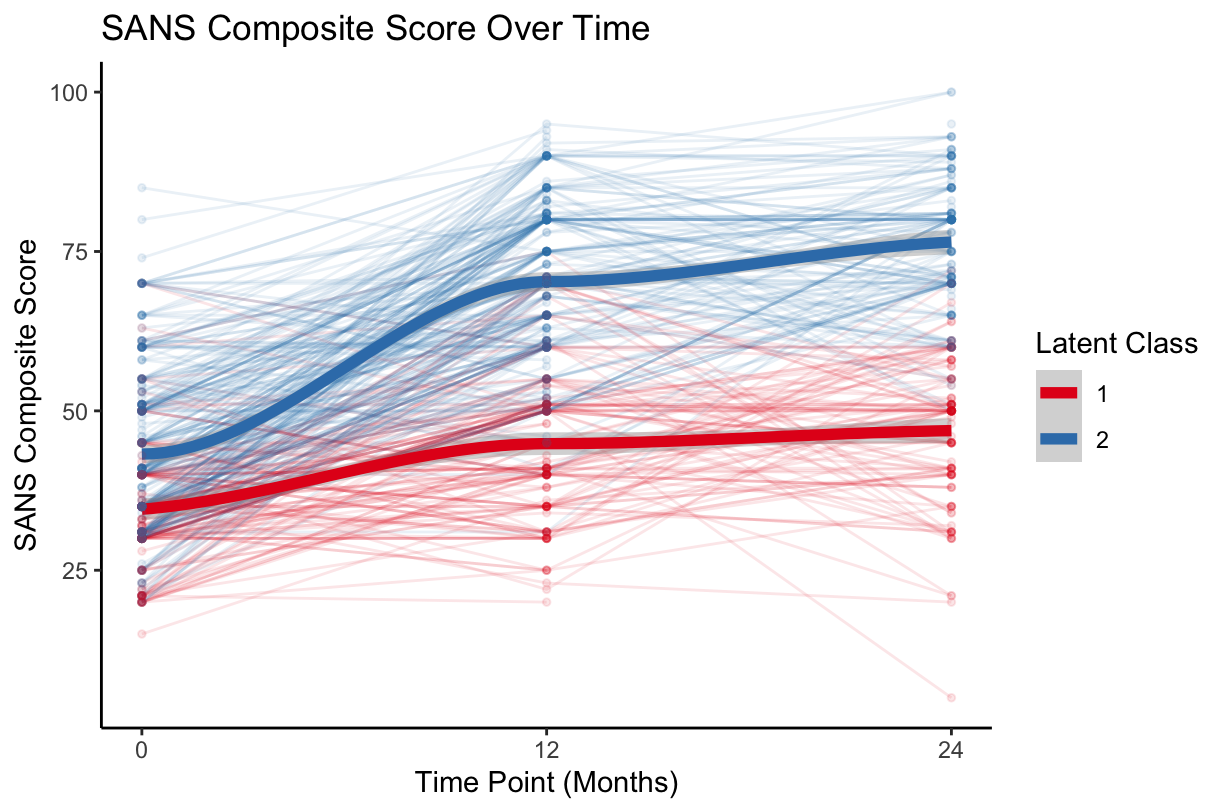 SANS Composite Score Over Time
SANS Composite Score
100
75
50
25
0
12
24
Time Point (Months)
Latent Class
1
2